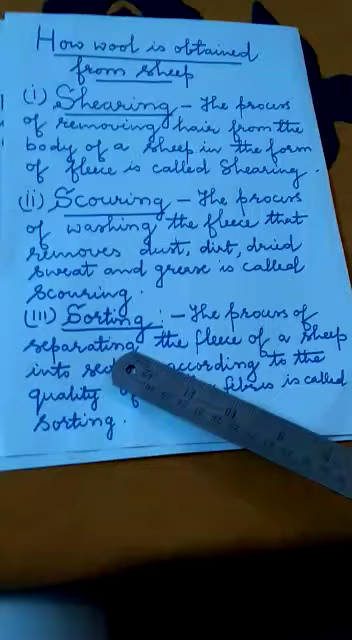 How wool is obtained
from sheep
(i) Shearing - The process
of removing hair from the
body of a sheep in the form
of fleece is called Shearing.
(ii) Scouring - The process
of washing the fleece that
removes dust, dirt, dried
sweat and grease is called
scouring.
(iii) Sorting :- The process of
separating the fleece of a sheep
into according to the
quality of fibres is called
Sorting.